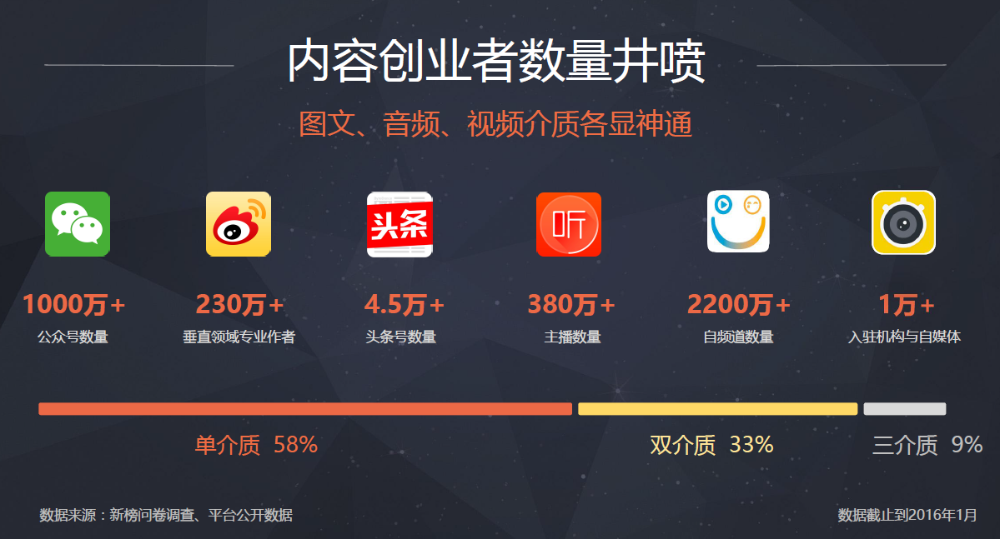 内容创业者数量井喷
图文、音频、视频介质各显神通
头条
听
1000万+
230万+
4.5万+
380万+
2200万+
1万+
公众号数量
垂直领域专业作者
头条号数量
主播数量
自频道数量
入驻机构与自媒体
单介质 58%
双介质 33%
三介质 9%
数据来源：新榜问卷调查、平台公开数据
数据截止到2016年1月